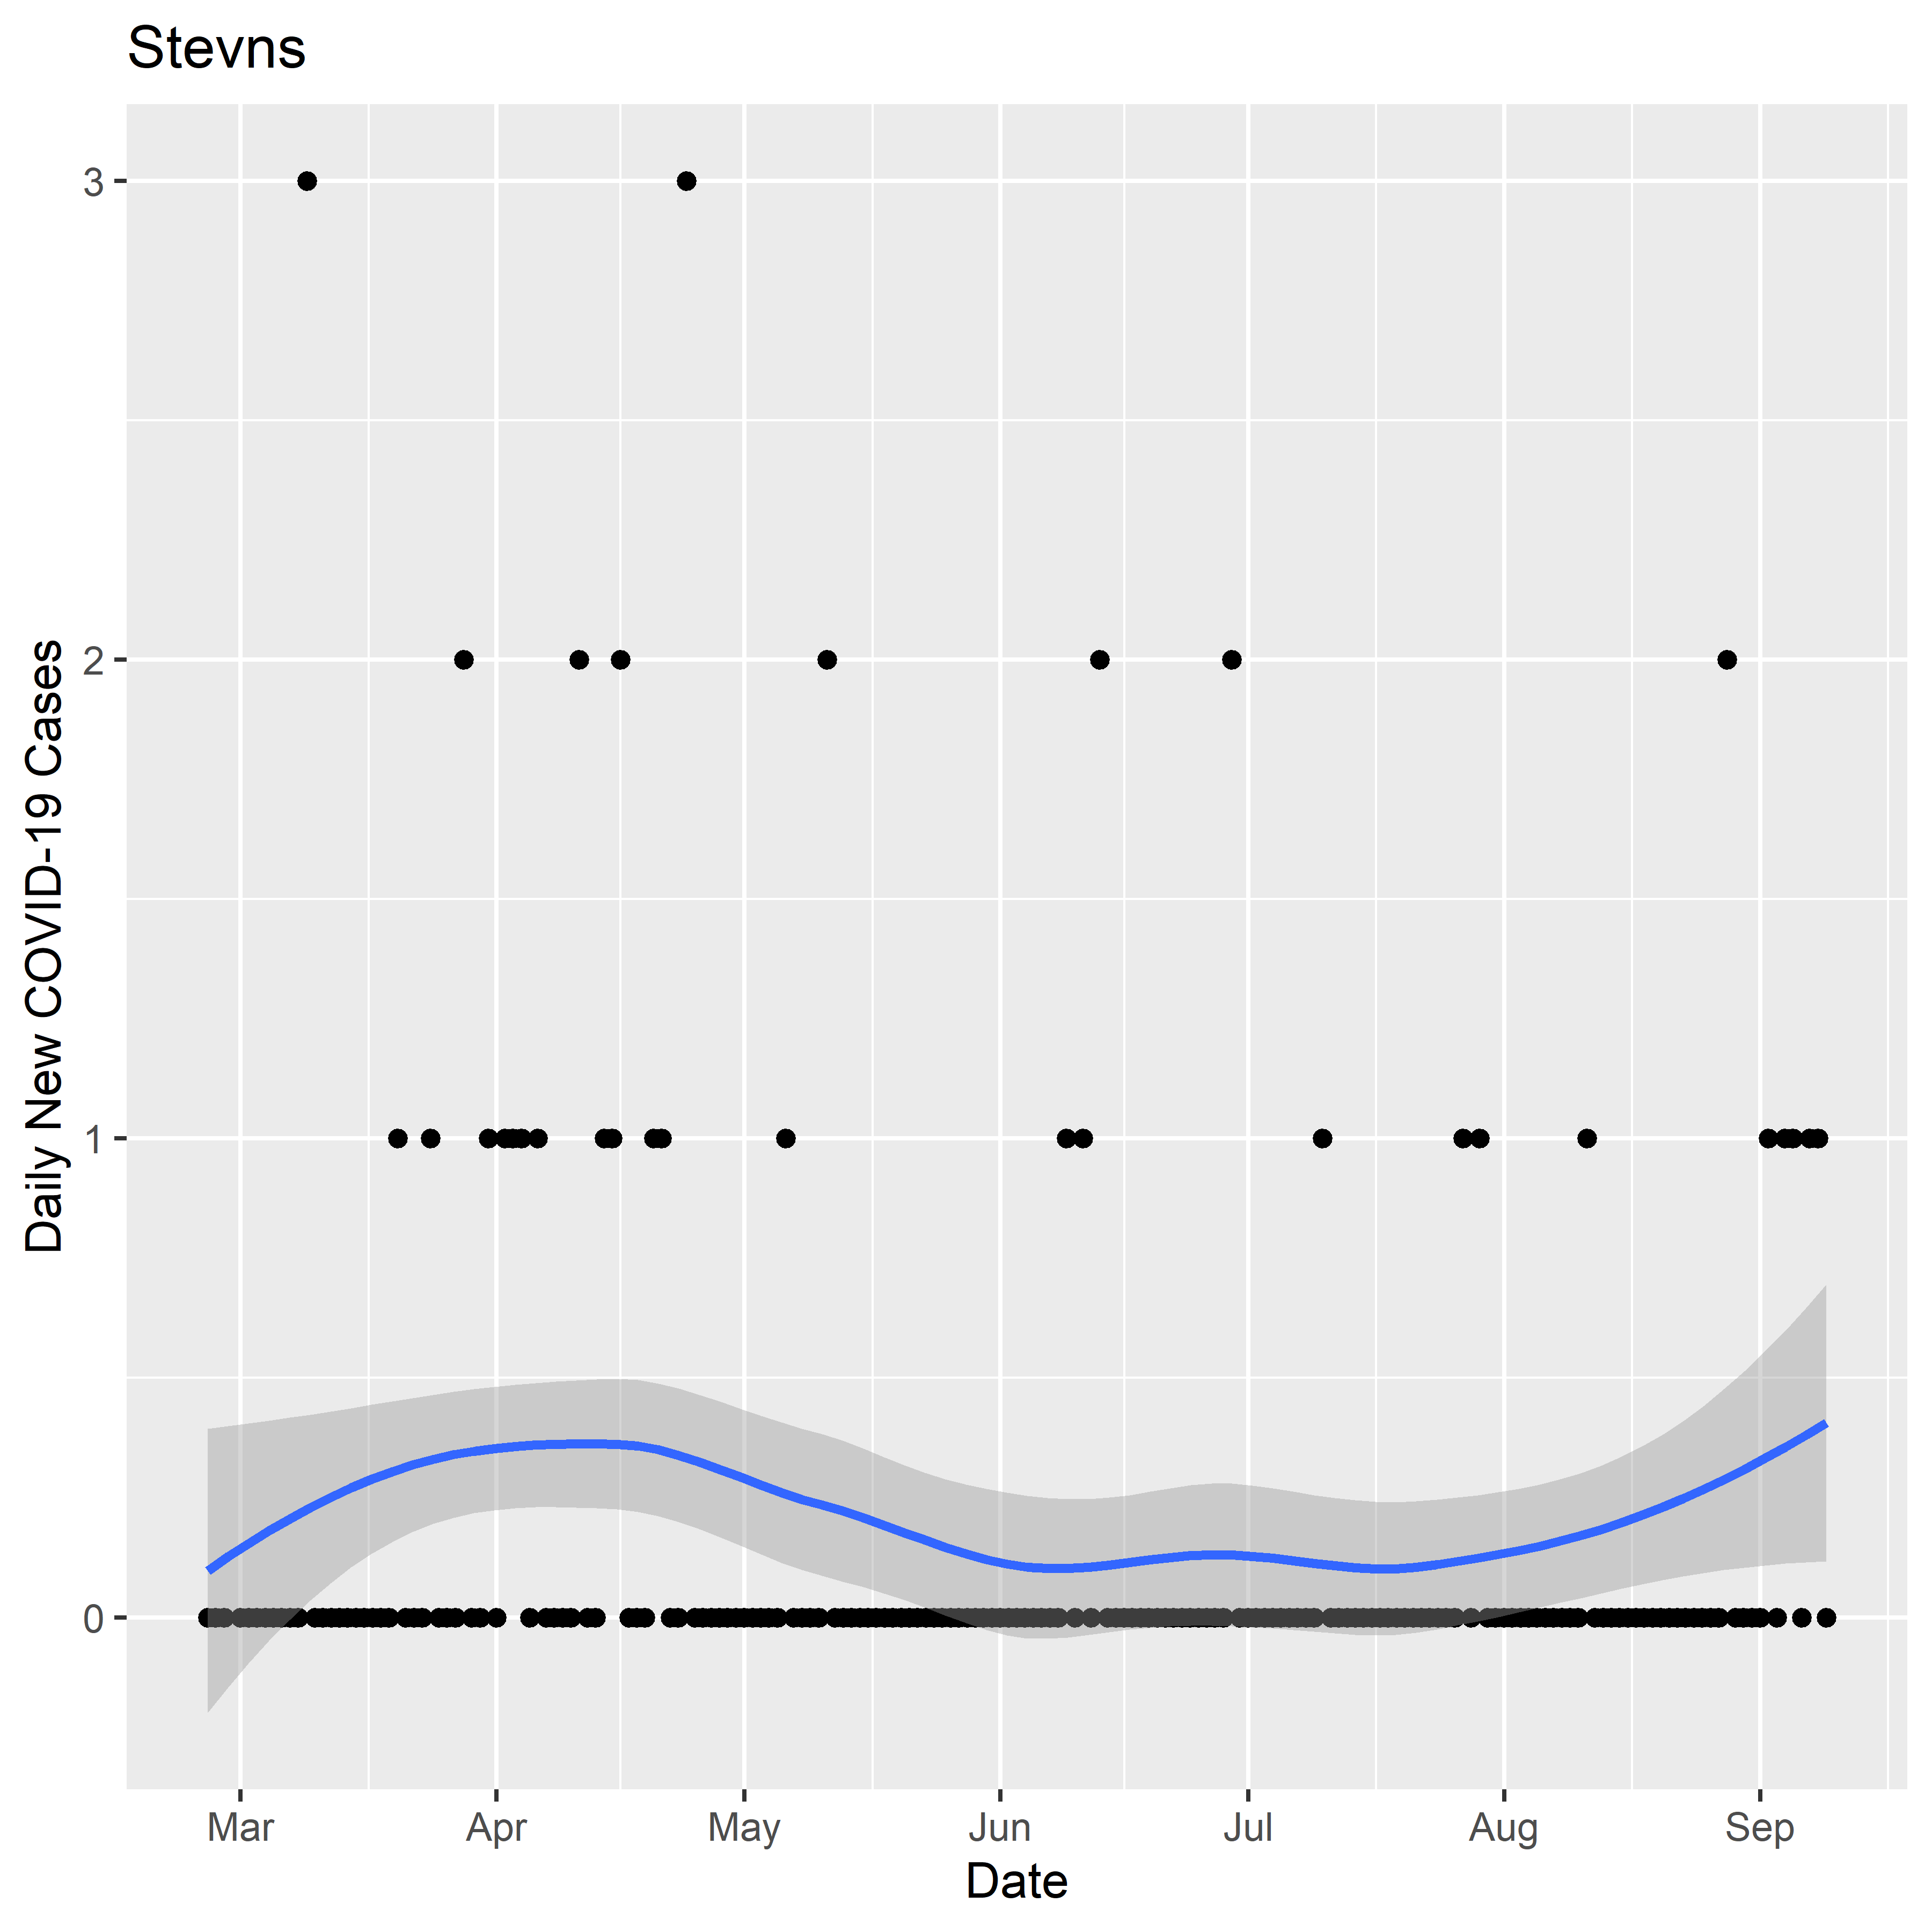 Stevns
3
2
1
0
Daily New COVID-19 Cases
Mar Apr May Jun Jul Aug Sep
Date